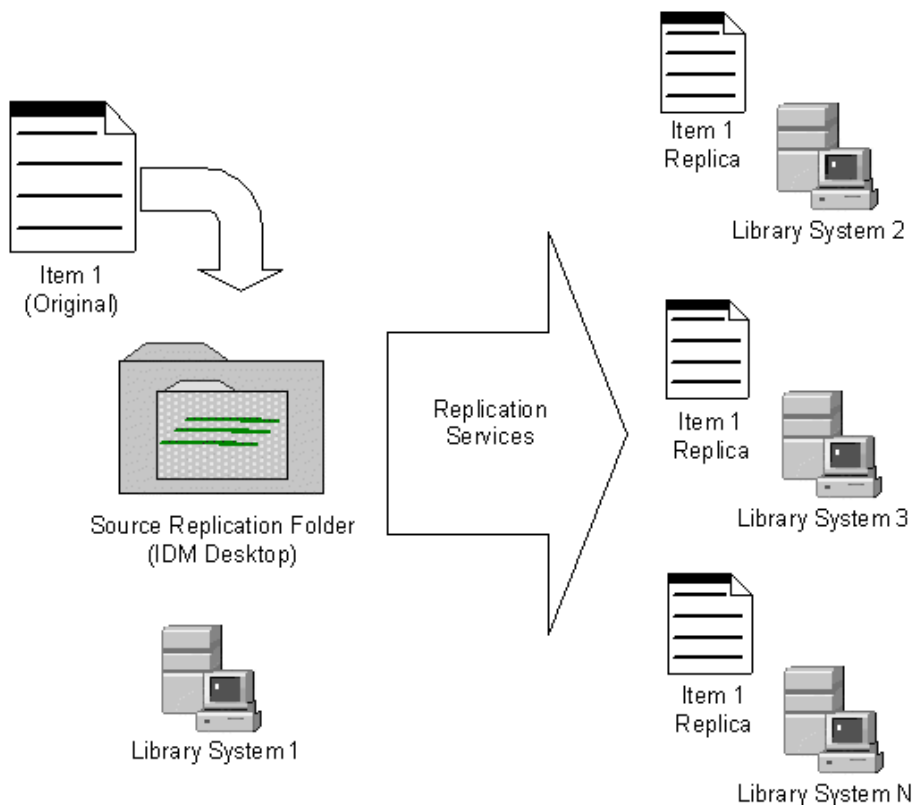 Item 1
(Original)
Source Replication Folder
(IDM Desktop)
Library System 1
Replication
Services
Item 1
Replica
Library System 2
Item 1
Replica
Library System 3
Item 1
Replica
Library System N